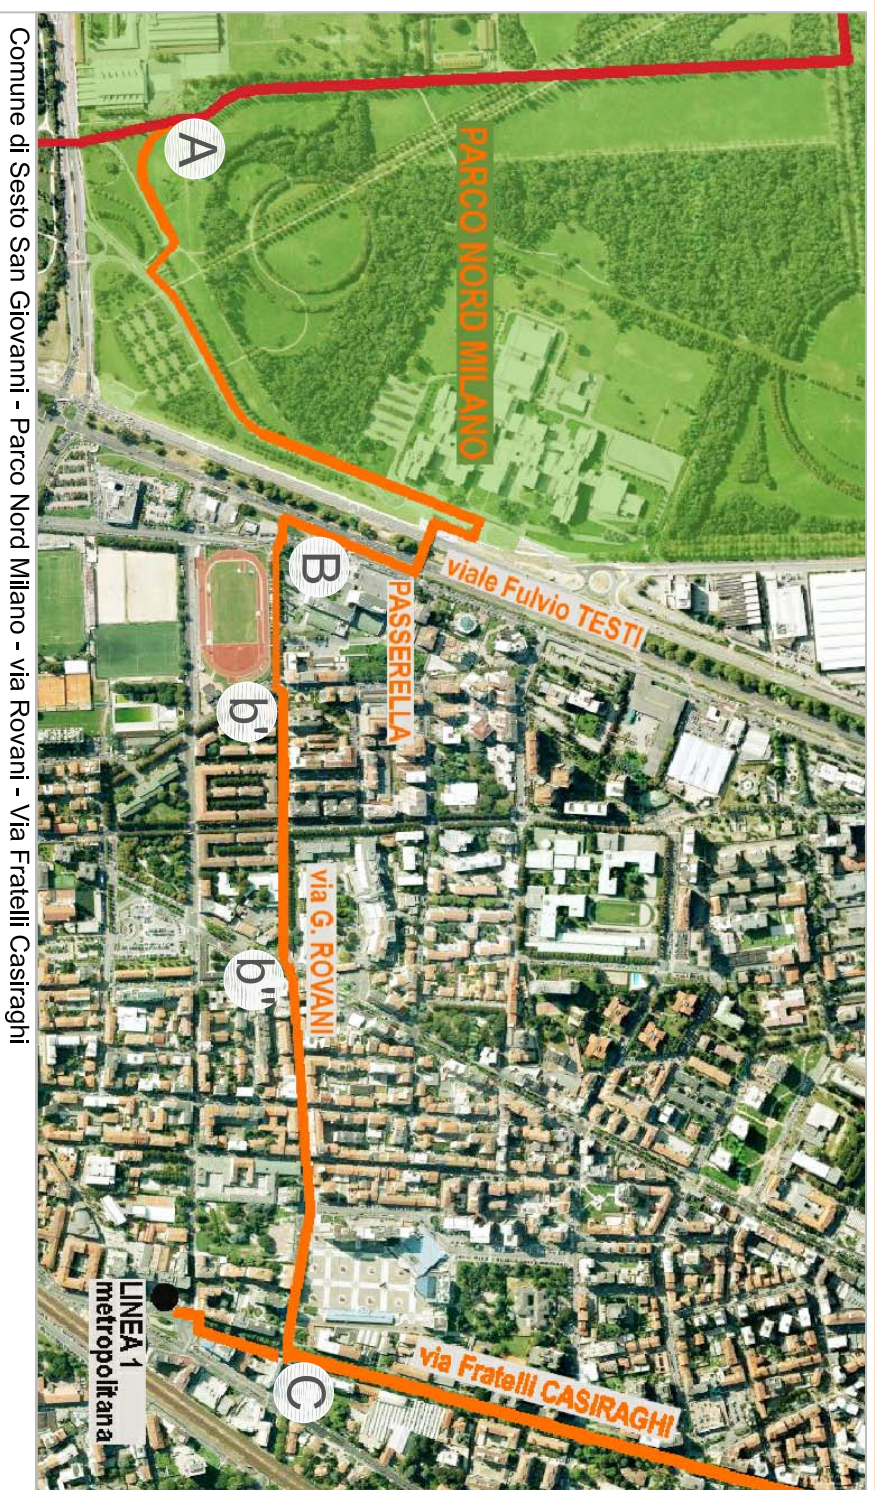 A
PARCO NORD MILANO
viale Fulvio TESTI
B
PASSERELLA
b'
via G. ROVANI
b"
via Fratelli CASIRAGHI
C
LINEA 1
metropolitana
Comune di Sesto San Giovanni - Parco Nord Milano - via Rovani - Via Fratelli Casiraghi